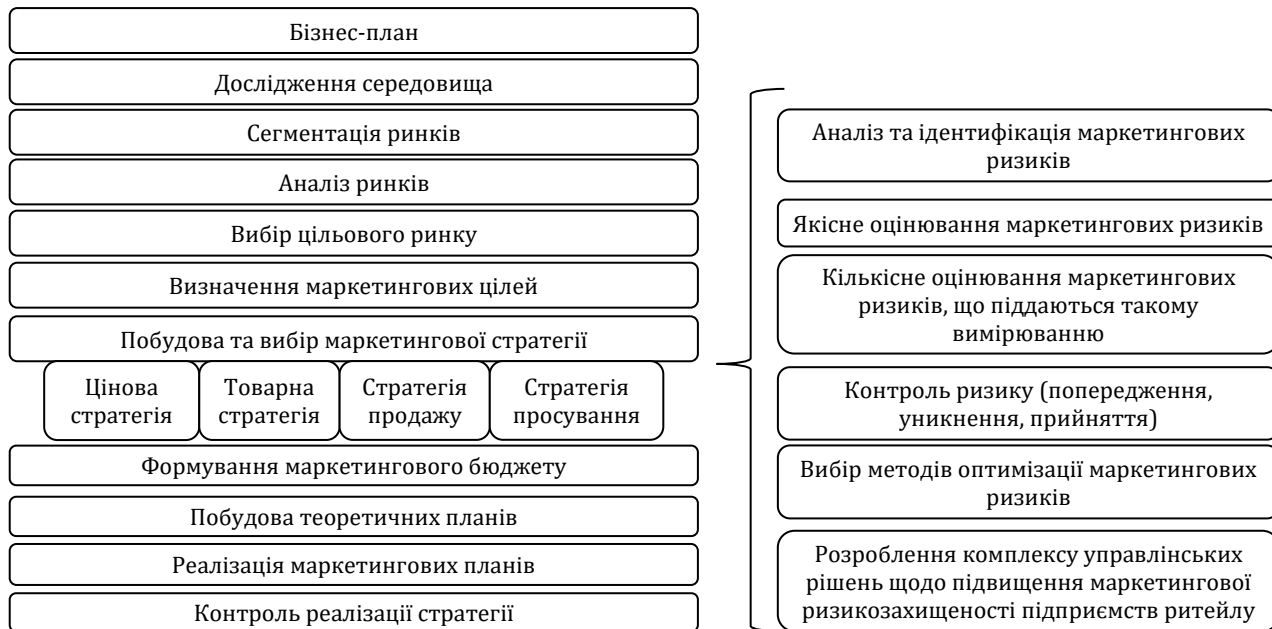 Бізнес-план
Дослідження середовища
Сегментація ринків
Аналіз ринків
Вибір цільового ринку
Визначення маркетингових цілей
Побудова та вибір маркетингової стратегії
Цінова
стратегія
Товарна
стратегія
Стратегія
продажу
Стратегія
просування
Формування маркетингового бюджету
Побудова теоретичних планів
Реалізація маркетингових планів
Контроль реалізації стратегії
Аналіз та ідентифікація маркетингових
ризиків
Якісне оцінювання маркетингових ризиків
Кількісне оцінювання маркетингових
ризиків, що піддаються такому
вимірюванню
Контроль ризику (попередження,
уникнення, прийняття)
Вибір методів оптимізації маркетингових
ризиків
Розроблення комплексу управлінських
рішень щодо підвищення маркетингової
ризикозахищеності підприємств ритейлу